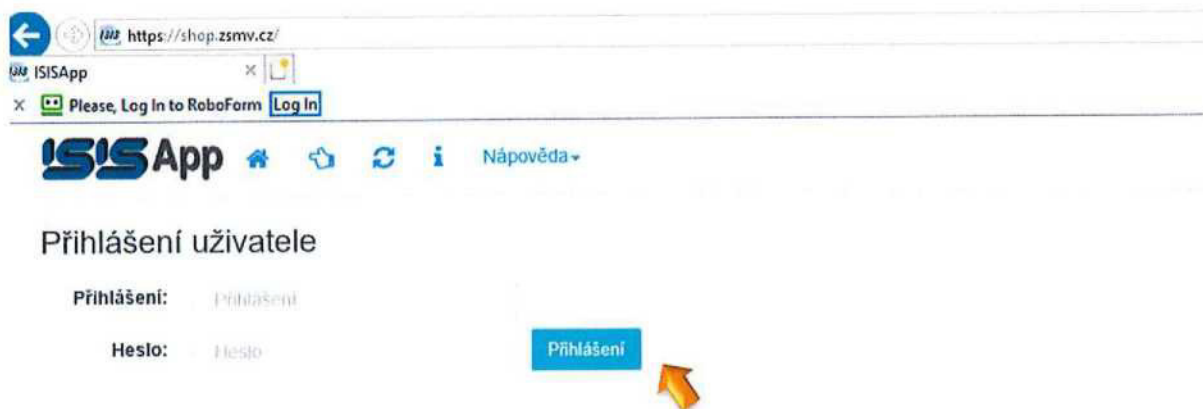 https://shop.zsmv.cz/
ISISApp
Please, Log In to RoboForm Log In
ISIS App Nápověda
Přihlášení uživatele
Přihlášení: Přihlášení
Heslo: Heslo Přihlášení